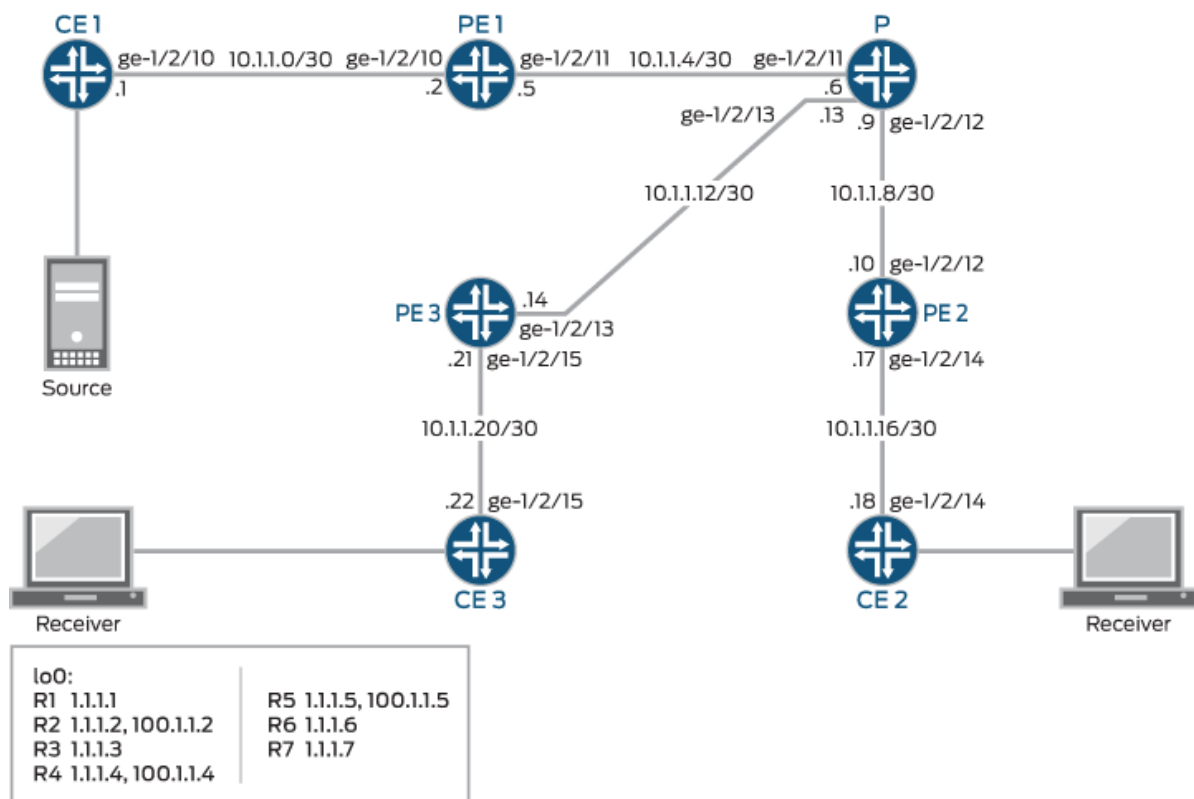 CE 1
PE 1
P
ge-1/2/10 10.1.1.0/30 ge-1/2/10
ge-1/2/11 10.1.1.4/30 ge-1/2/11
.1
.2
.5
.6
ge-1/2/13
.13
.9 ge-1/2/12
10.1.1.12/30
10.1.1.8/30
.10 ge-1/2/12
.14
PE 3
PE 2
ge-1/2/13
.21 ge-1/2/15
.17 ge-1/2/14
Source
10.1.1.20/30
10.1.1.16/30
.22 ge-1/2/15
.18 ge-1/2/14
CE 3
CE 2
Receiver
Receiver
lo0:
R1 1.1.1.1
R2 1.1.1.2, 100.1.1.2
R3 1.1.1.3
R4 1.1.1.4, 100.1.1.4
R5 1.1.1.5, 100.1.1.5
R6 1.1.1.6
R7 1.1.1.7